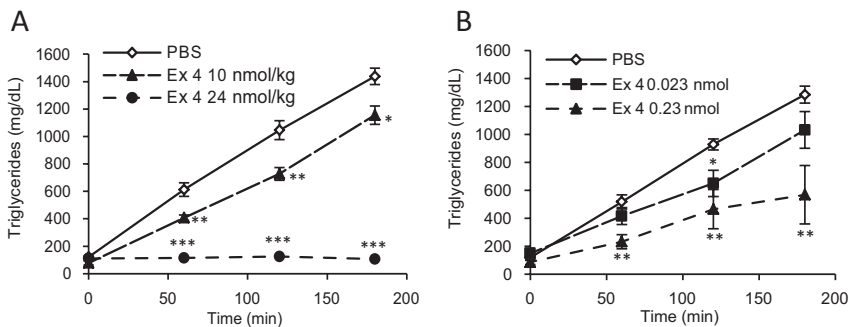 A
Triglycerides (mg/dL)
1600
1400
1200
1000
800
600
400
200
0
PBS
Ex 4 10 nmol/kg
Ex 4 24 nmol/kg
*
**
**
*** *** ***
0 50 100 150 200
Time (min)
B
Triglycerides (mg/dL)
1600
1400
1200
1000
800
600
400
200
0
PBS
Ex 4 0.023 nmol
Ex 4 0.23 nmol
*
** ** **
0 50 100 150 200
Time (min)